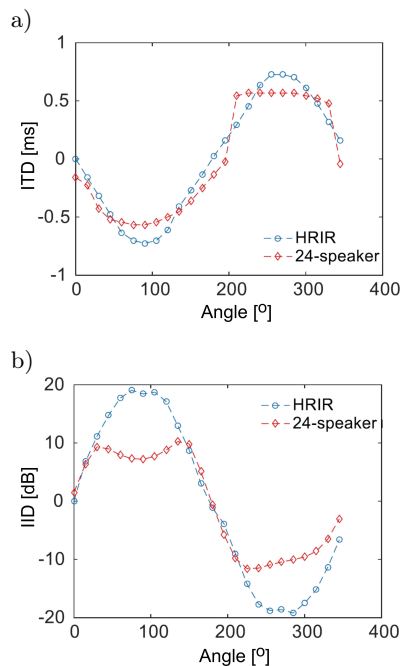 a)
1
0.5
0
-0.5
-1
ITD [ms]
HRIR
24-speaker
0 100 200 300 400
Angle [º]
b)
20
10
0
-10
-20
IID [dB]
HRIR
24-speaker
0 100 200 300 400
Angle [º]